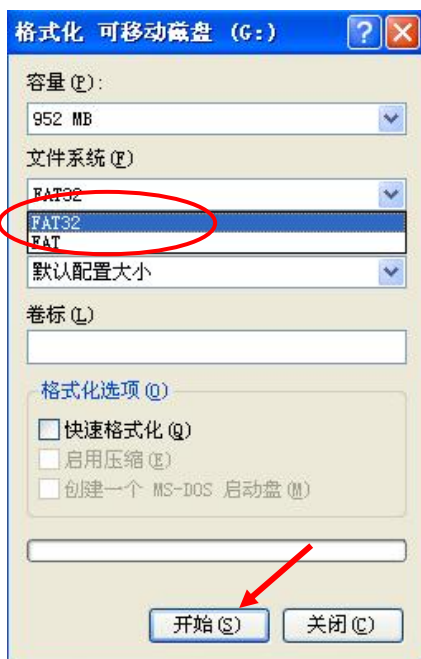 格式化 可移动磁盘 (G:)
容量(P):
952 MB
文件系统(F)
FAT32
FAT32
FAT
默认配置大小
卷标(L)
格式化选项(O)
快速格式化(Q)
启用压缩(E)
创建一个 MS-DOS 启动盘(M)
开始(S)
关闭(C)